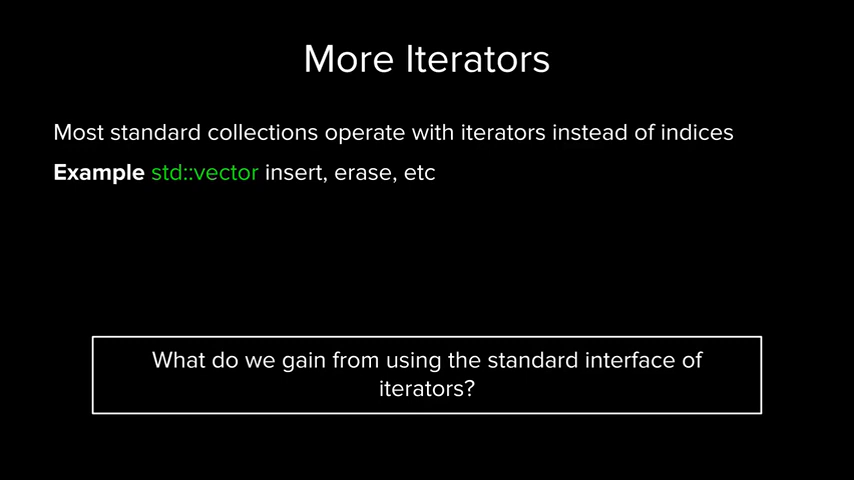 More Iterators
Most standard collections operate with iterators instead of indices
Example std::vector insert, erase, etc
What do we gain from using the standard interface of
iterators?